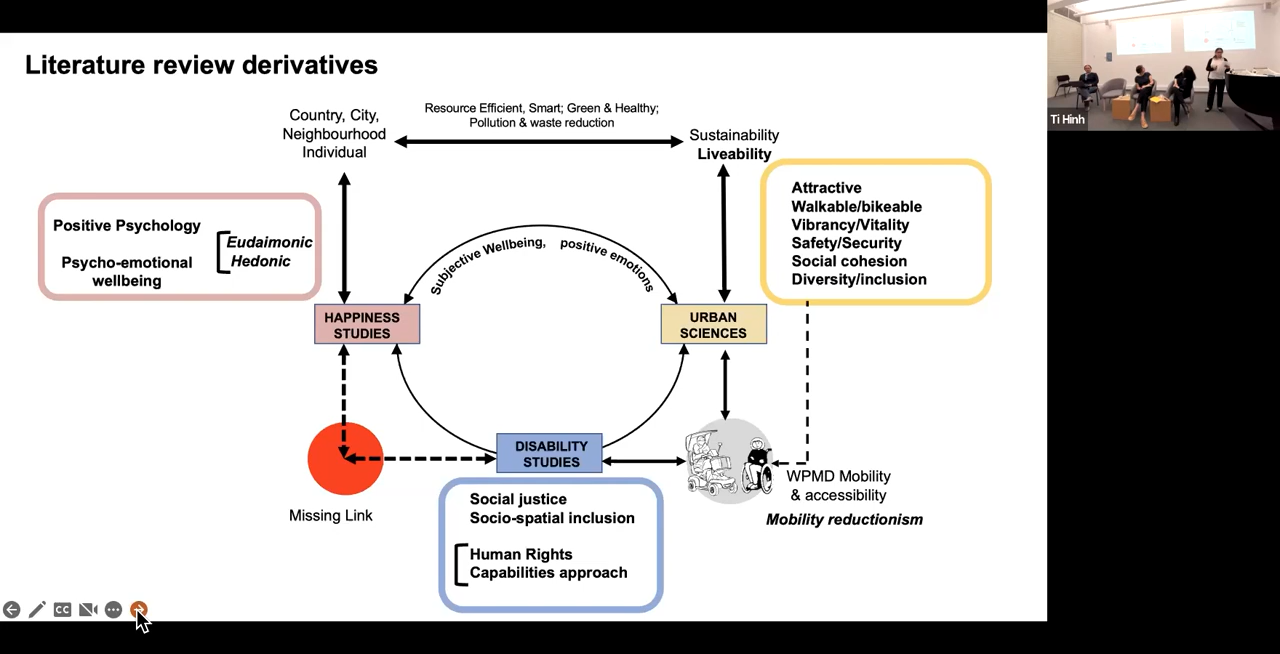 Literature review derivatives
Country, City,
Neighbourhood
Individual
Resource Efficient, Smart; Green & Healthy;
Pollution & waste reduction
Sustainability
Liveability
Positive Psychology
Psycho-emotional
wellbeing
Eudaimonic
Hedonic
Subjective Wellbeing, positive emotions
Attractive
Walkable/bikeable
Vibrancy/Vitality
Safety/Security
Social cohesion
Diversity/inclusion
HAPPINESS
STUDIES
URBAN
SCIENCES
DISABILITY
STUDIES
Missing Link
WPMD Mobility
& accessibility
Mobility reductionism
Social justice
Socio-spatial inclusion
Human Rights
Capabilities approach
CC
Ti Hinh